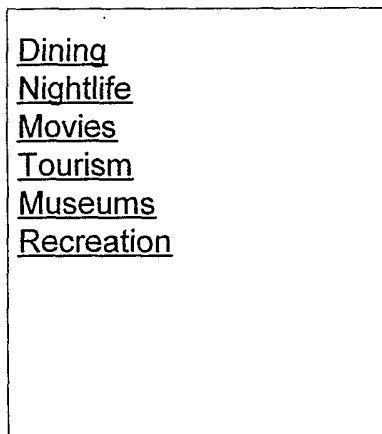 Dining
Nightlife
Movies
Tourism
Museums
Recreation